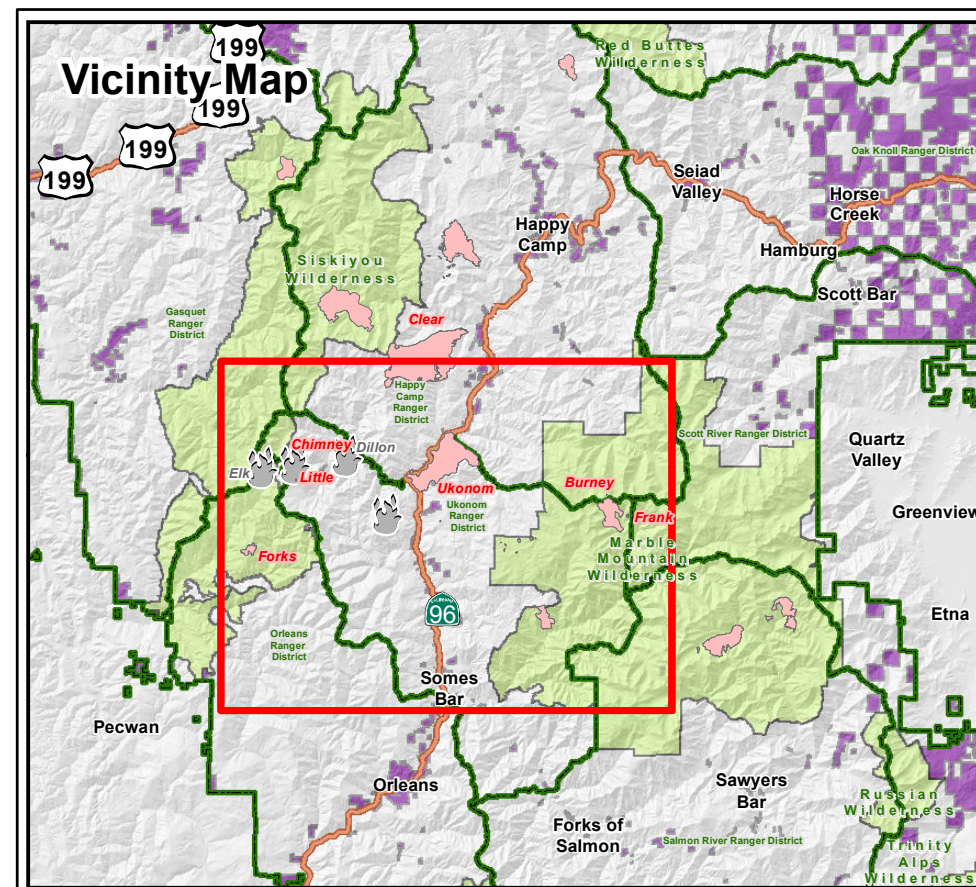 199
Vicinity Map
199
199
199
Red Buttes
Wilderness
Oak Knoll Ranger District
Seiad
Valley
Horse
Creek
Happy
Camp
Hamburg
Siskiyou
Wilderness
Scott Bar
Gasquet
Ranger
District
Clear
Happy
Camp
Ranger
District
Scott River Ranger District
Quartz
Valley
Chimney
Dillon
Elk
Little
Ukonom
Burney
Ukonom
Ranger
District
Frank
Greenview
Marble
Mountain
Wilderness
Forks
96
Etna
Orleans
Ranger
District
Somes
Bar
Pecwan
Orleans
Sawyers
Bar
Russian
Wilderness
Forks of
Salmon
Salmon River Ranger District
Trinity
Alps
Wilderness